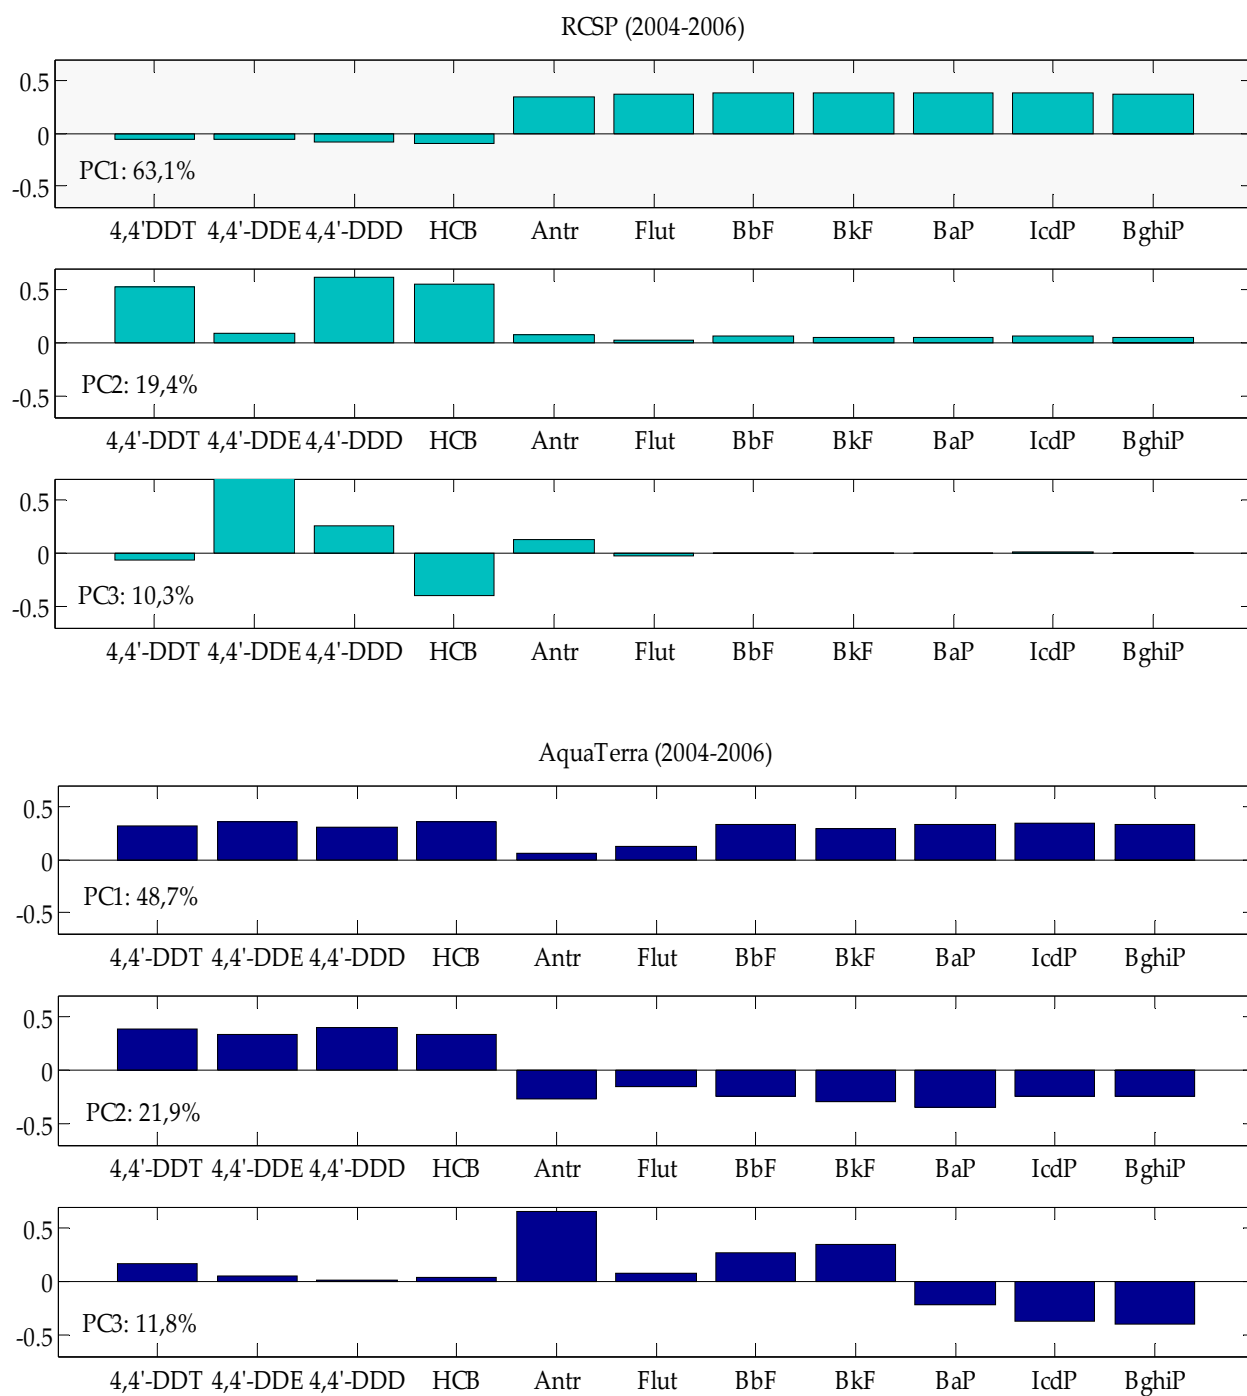 RCSP (2004-2006)
0.5
0
-0.5
PC1: 63,1%
4,4'DDT 4,4'-DDE 4,4'-DDD HCB Antr Flut BbF BkF BaP IcdP BghiP
0.5
0
-0.5
PC2: 19,4%
4,4'-DDT 4,4'-DDE 4,4'-DDD HCB Antr Flut BbF BkF BaP IcdP BghiP
0.5
0
-0.5
PC3: 10,3%
4,4'-DDT 4,4'-DDE 4,4'-DDD HCB Antr Flut BbF BkF BaP IcdP BghiP
AquaTerra (2004-2006)
0.5
0
-0.5
PC1: 48,7%
4,4'-DDT 4,4'-DDE 4,4'-DDD HCB Antr Flut BbF BkF BaP IcdP BghiP
0.5
0
-0.5
PC2: 21,9%
4,4'-DDT 4,4'-DDE 4,4'-DDD HCB Antr Flut BbF BkF BaP IcdP BghiP
0.5
0
-0.5
PC3: 11,8%
4,4'-DDT 4,4'-DDE 4,4'-DDD HCB Antr Flut BbF BkF BaP IcdP BghiP